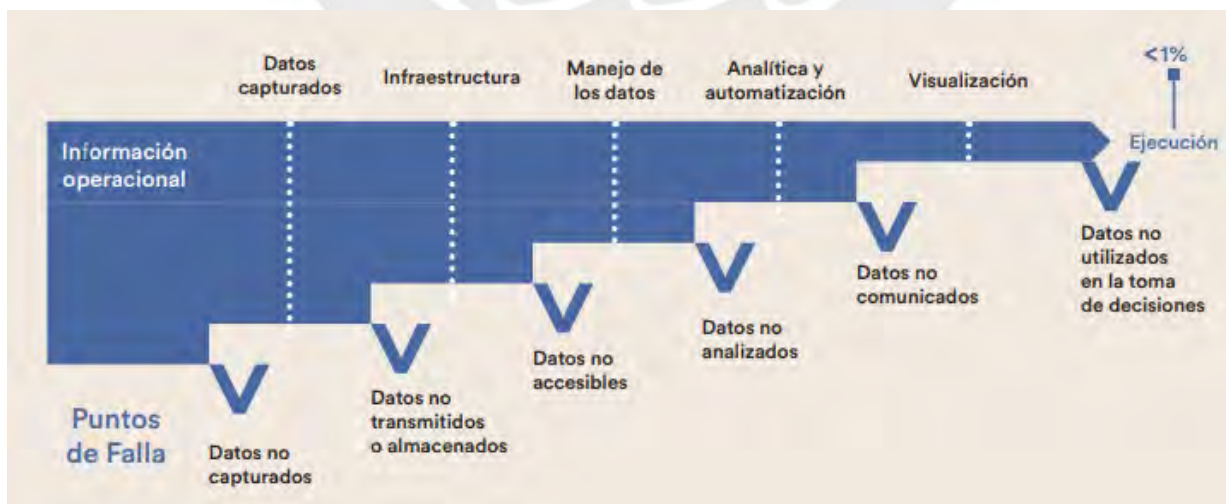 Datos
capturados
Infraestructura
Manejo de
los datos
Analítica y
automatización
Visualización
<1%
Ejecución
Información
operacional
Puntos
de Falla
Datos no
capturados
Datos no
transmitidos
o almacenados
Datos no
accesibles
Datos no
analizados
Datos no
comunicados
Datos no
utilizados
en la toma
de decisiones